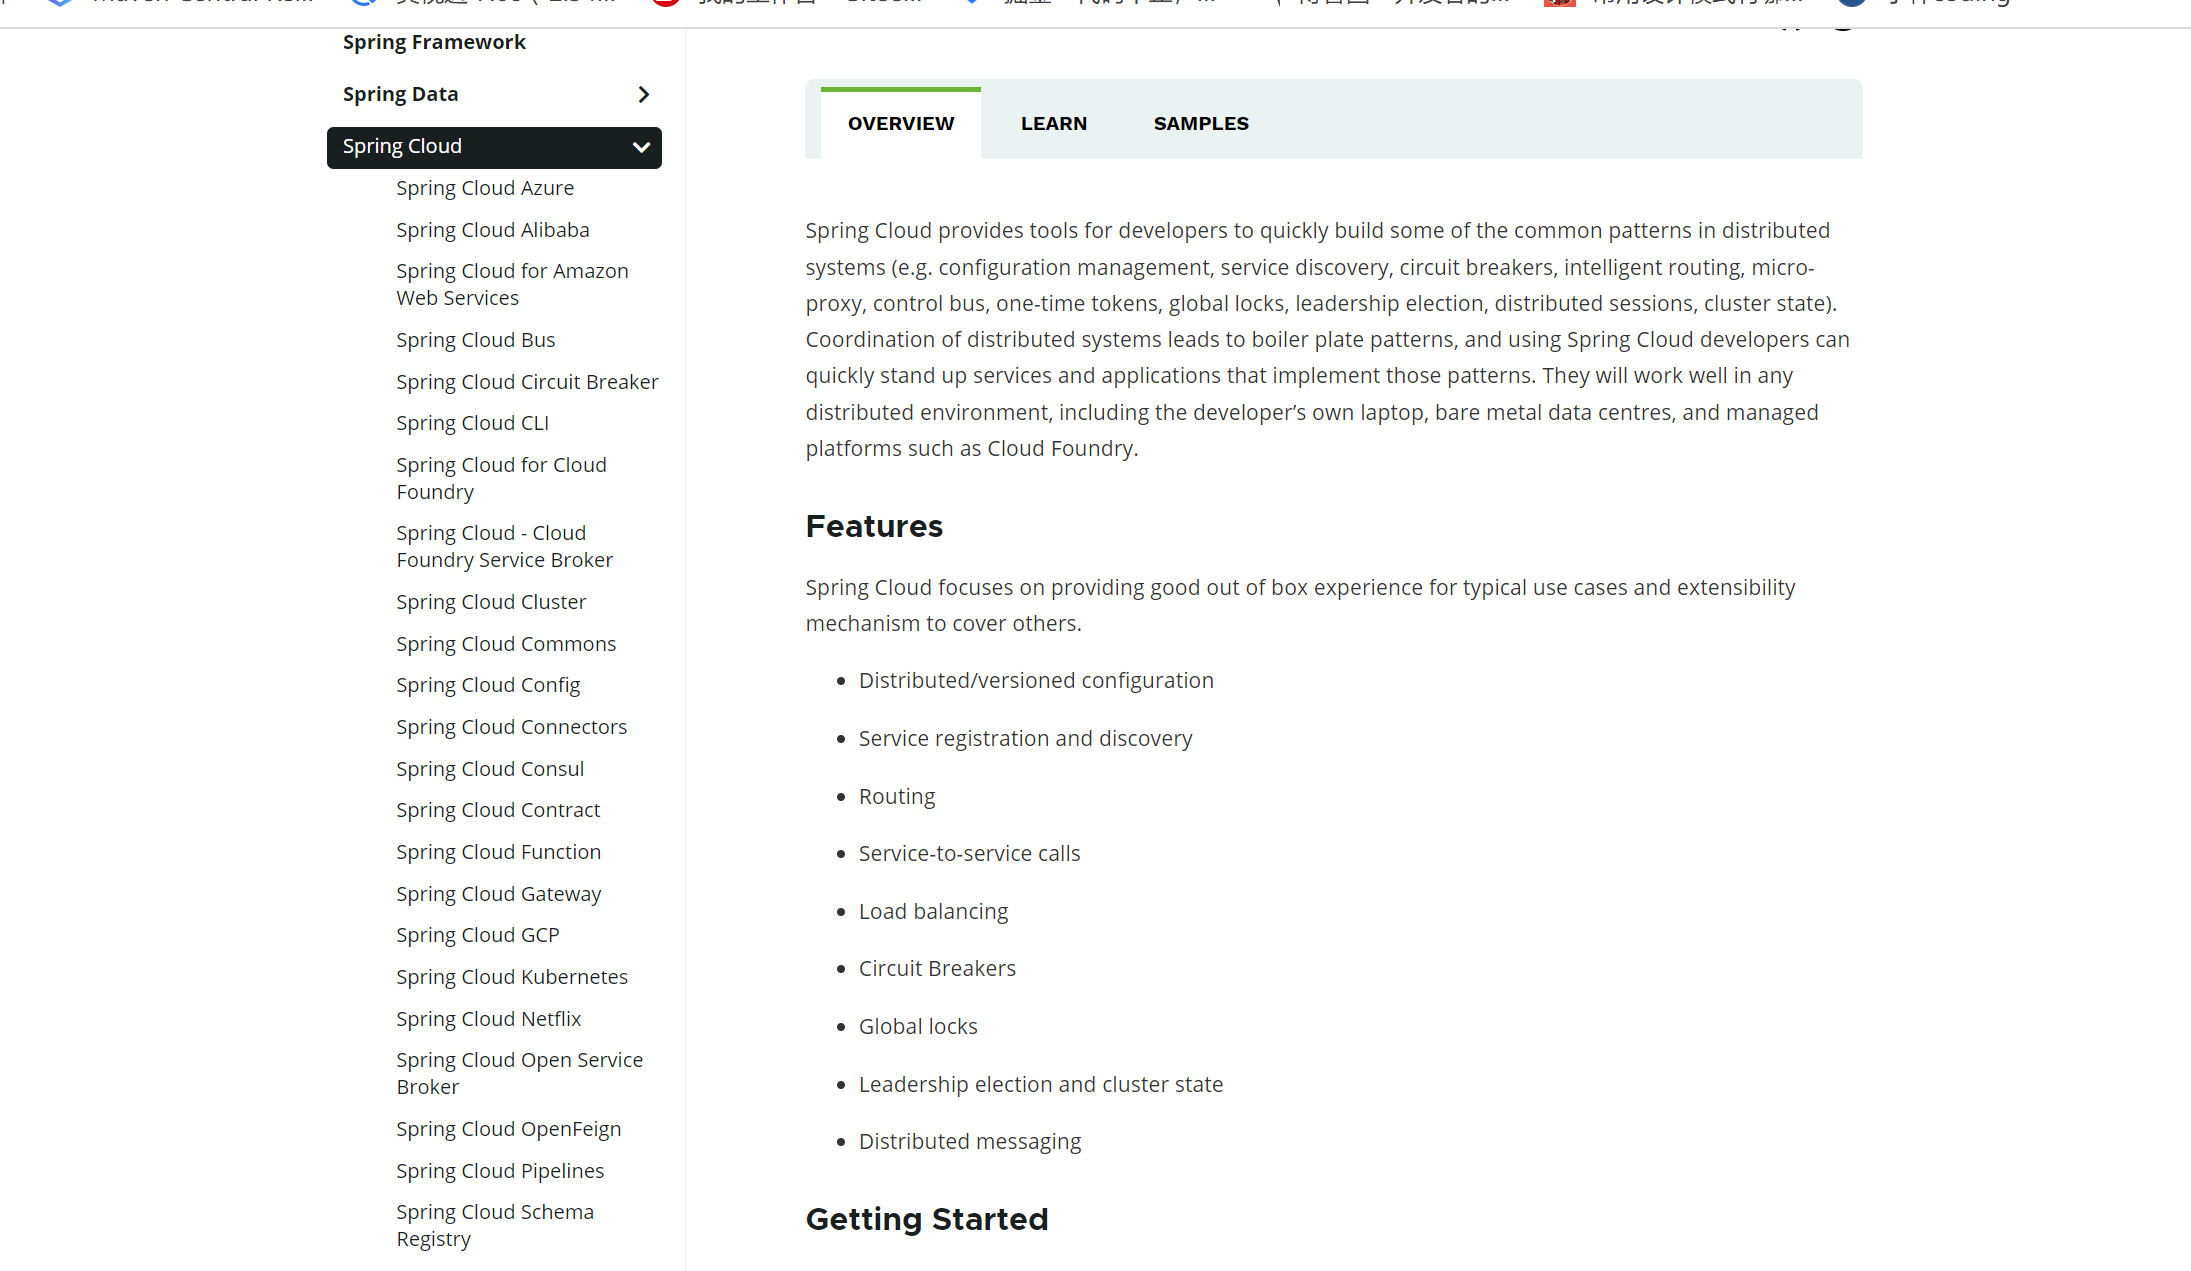 Spring Framework
Spring Data
Spring Cloud
Spring Cloud Azure
Spring Cloud Alibaba
Spring Cloud for Amazon
Web Services
Spring Cloud Bus
Spring Cloud Circuit Breaker
Spring Cloud CLI
Spring Cloud for Cloud
Foundry
Spring Cloud - Cloud
Foundry Service Broker
Spring Cloud Cluster
Spring Cloud Commons
Spring Cloud Config
Spring Cloud Connectors
Spring Cloud Consul
Spring Cloud Contract
Spring Cloud Function
Spring Cloud Gateway
Spring Cloud GCP
Spring Cloud Kubernetes
Spring Cloud Netflix
Spring Cloud Open Service
Broker
Spring Cloud OpenFeign
Spring Cloud Pipelines
Spring Cloud Schema
Registry
OVERVIEW LEARN SAMPLES
Spring Cloud provides tools for developers to quickly build some of the common patterns in distributed
systems (e.g. configuration management, service discovery, circuit breakers, intelligent routing, micro-
proxy, control bus, one-time tokens, global locks, leadership election, distributed sessions, cluster state).
Coordination of distributed systems leads to boiler plate patterns, and using Spring Cloud developers can
quickly stand up services and applications that implement those patterns. They will work well in any
distributed environment, including the developer’s own laptop, bare metal data centres, and managed
platforms such as Cloud Foundry.
Features
Spring Cloud focuses on providing good out of box experience for typical use cases and extensibility
mechanism to cover others.
• Distributed/versioned configuration
• Service registration and discovery
• Routing
• Service-to-service calls
• Load balancing
• Circuit Breakers
• Global locks
• Leadership election and cluster state
• Distributed messaging
Getting Started